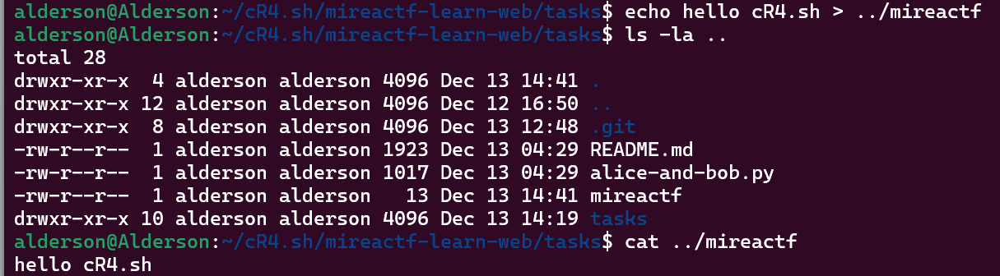 alderson@Alderson:~/cR4.sh/mireactf-learn-web/tasks$ echo hello cR4.sh > ../mireactf
alderson@Alderson:~/cR4.sh/mireactf-learn-web/tasks$ ls -la ..
total 28
drwxr-xr-x  4 alderson alderson 4096 Dec 13 14:41 .
drwxr-xr-x 12 alderson alderson 4096 Dec 12 16:50 ..
drwxr-xr-x  8 alderson alderson 4096 Dec 13 12:48 .git
-rw-r--r--  1 alderson alderson 1923 Dec 13 04:29 README.md
-rw-r--r--  1 alderson alderson 1017 Dec 13 04:29 alice-and-bob.py
-rw-r--r--  1 alderson alderson   13 Dec 13 14:41 mireactf
drwxr-xr-x 10 alderson alderson 4096 Dec 13 14:19 tasks
alderson@Alderson:~/cR4.sh/mireactf-learn-web/tasks$ cat ../mireactf
hello cR4.sh